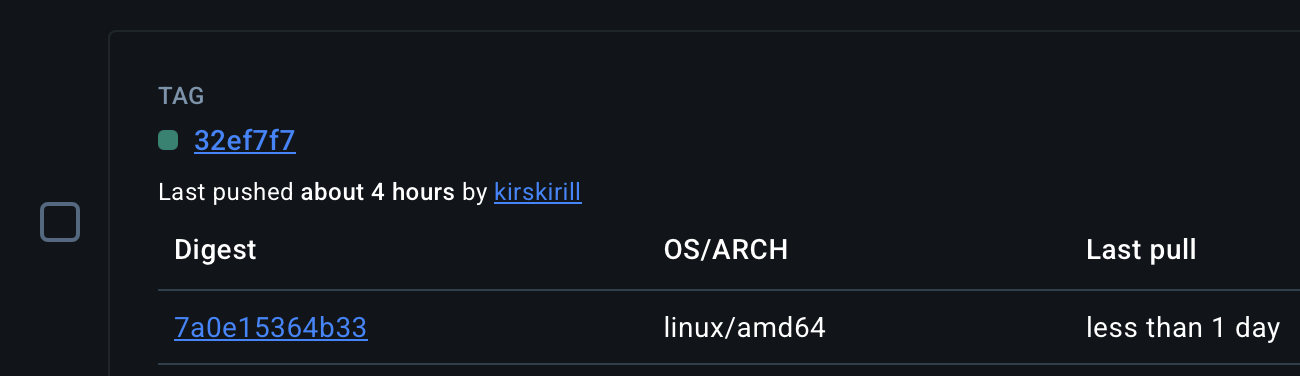 TAG
32ef7f7
Last pushed about 4 hours by kirskirill
Digest OS/ARCH Last pull
7a0e15364b33 linux/amd64 less than 1 day